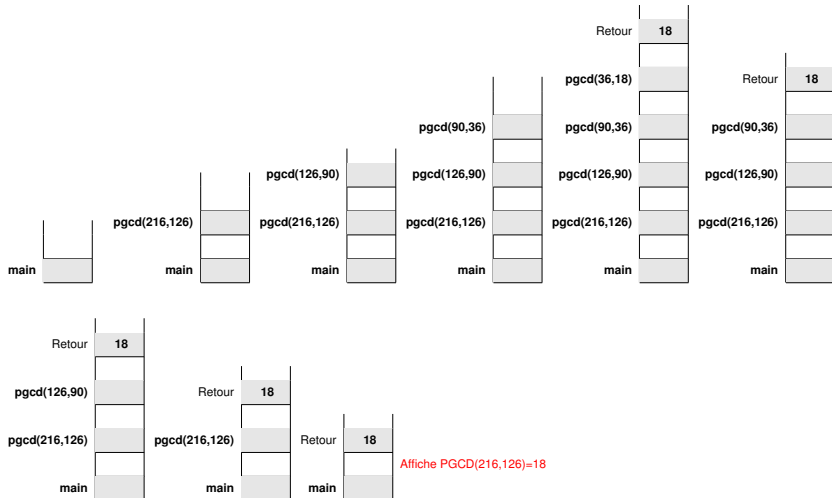 main
pgcd(216,126)
main
pgcd(126,90)
pgcd(216,126)
main
pgcd(90,36)
pgcd(126,90)
pgcd(216,126)
main
Retour 18
pgcd(36,18)
pgcd(90,36)
pgcd(126,90)
pgcd(216,126)
main
Retour 18
pgcd(90,36)
pgcd(126,90)
pgcd(216,126)
main
Retour 18
pgcd(126,90)
pgcd(216,126)
main
Retour 18
pgcd(216,126)
main
Retour 18
main
Affiche PGCD(216,126)=18